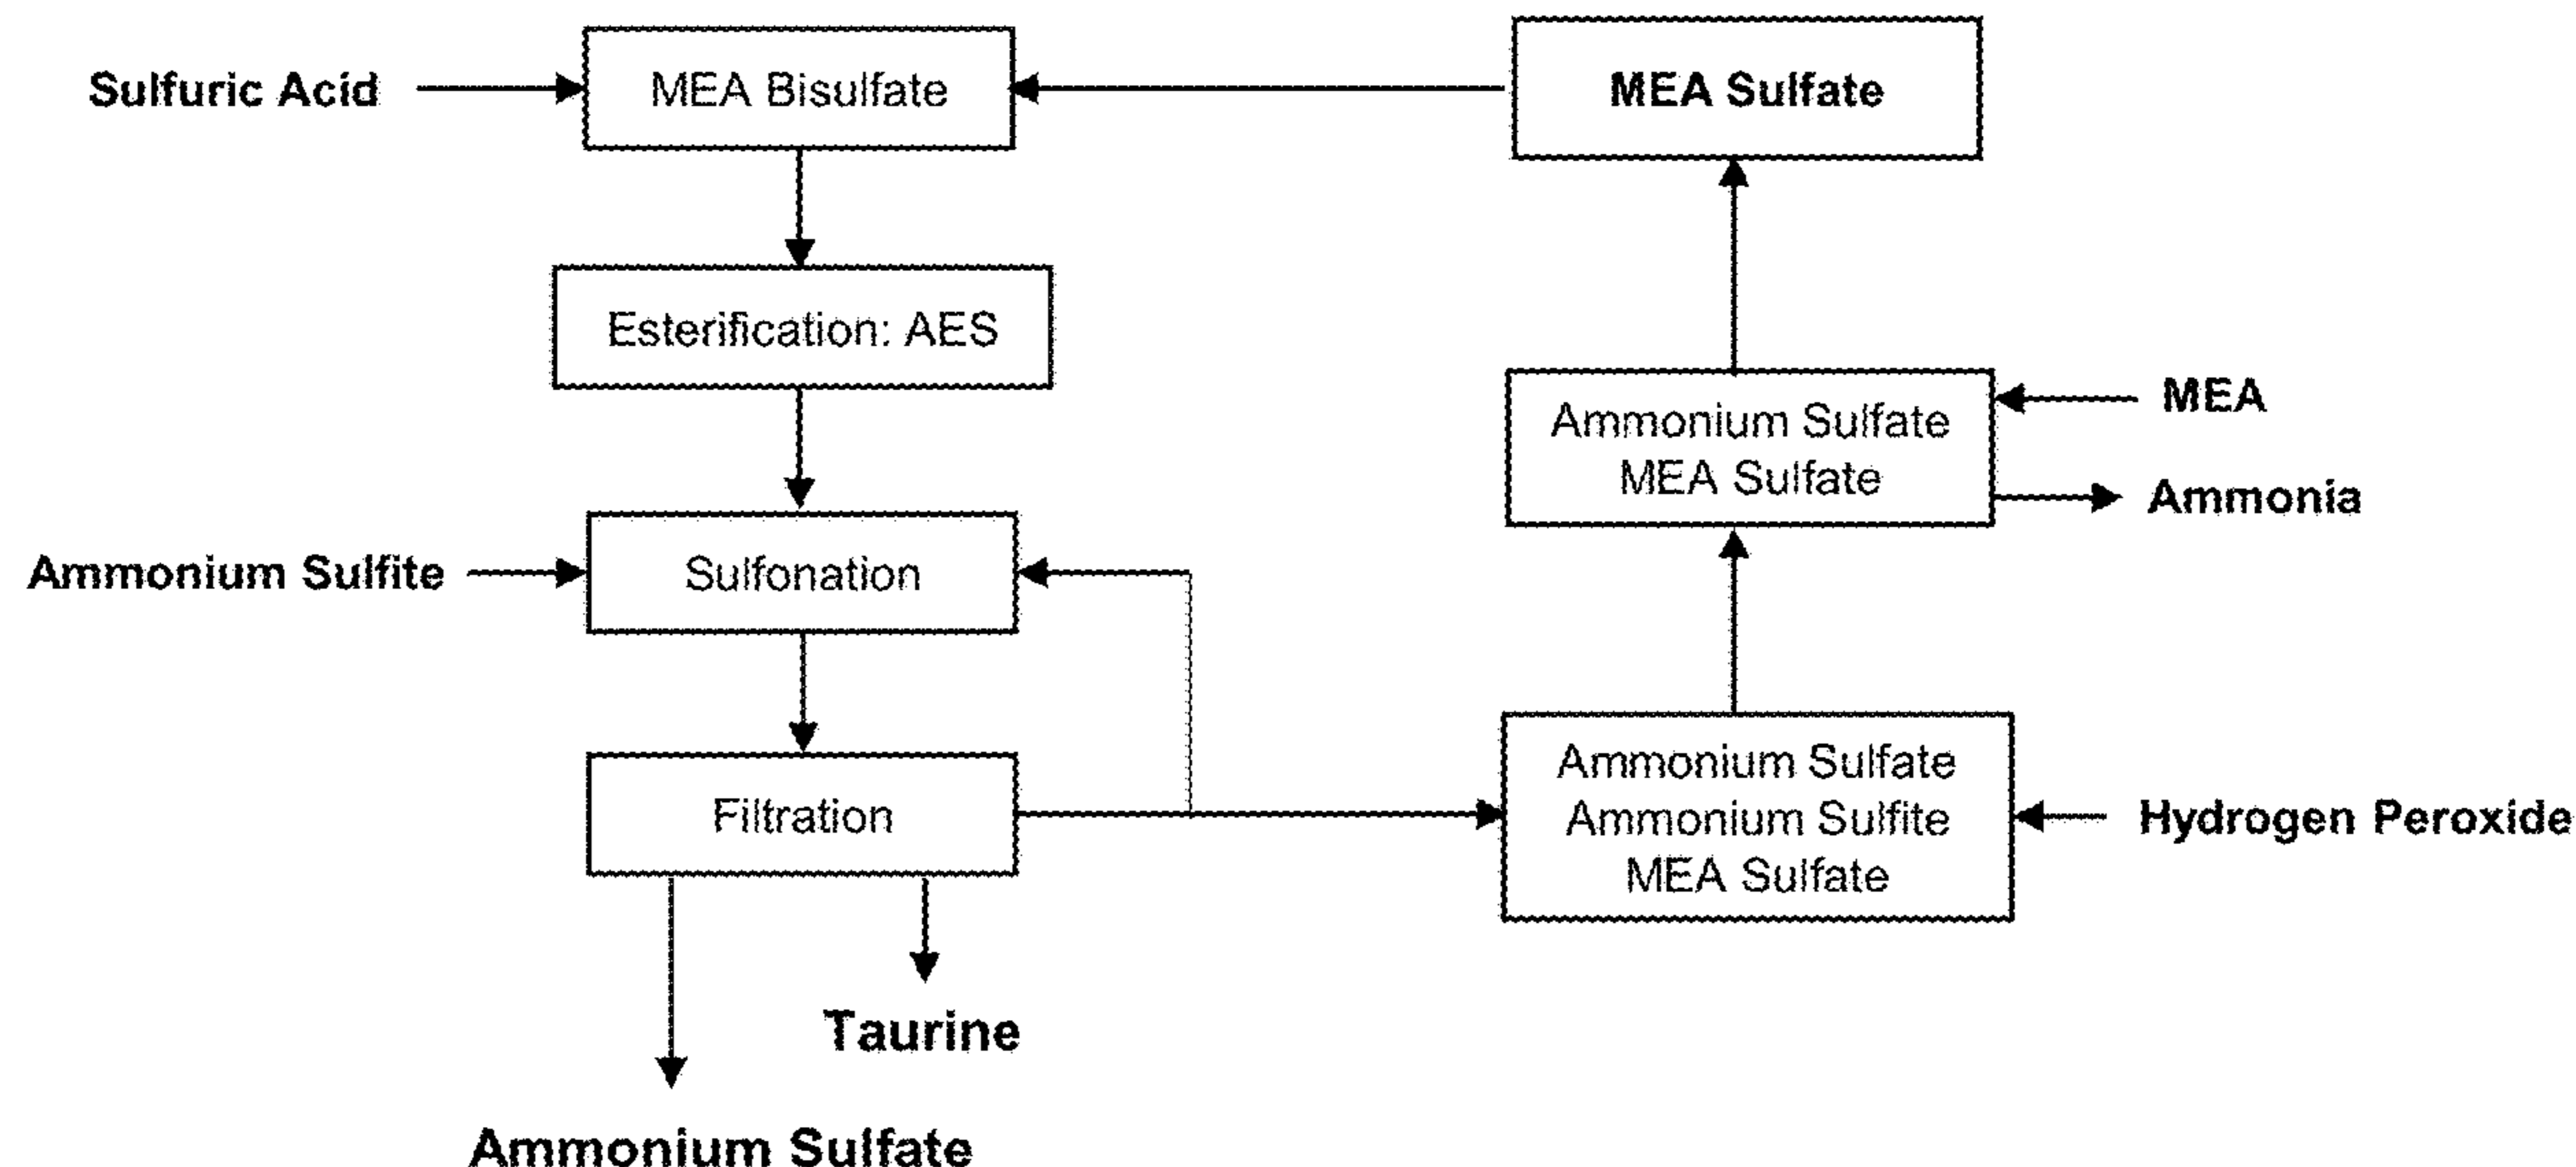 Sulfuric Acid
MEA Bisulfate
MEA Sulfate
Esterification: AES
Ammonium Sulfate
MEA Sulfate
MEA
Ammonia
Ammonium Sulfite
Sulfonation
Filtration
Ammonium Sulfate
Ammonium Sulfite
MEA Sulfate
Hydrogen Peroxide
Taurine
Ammonium Sulfate